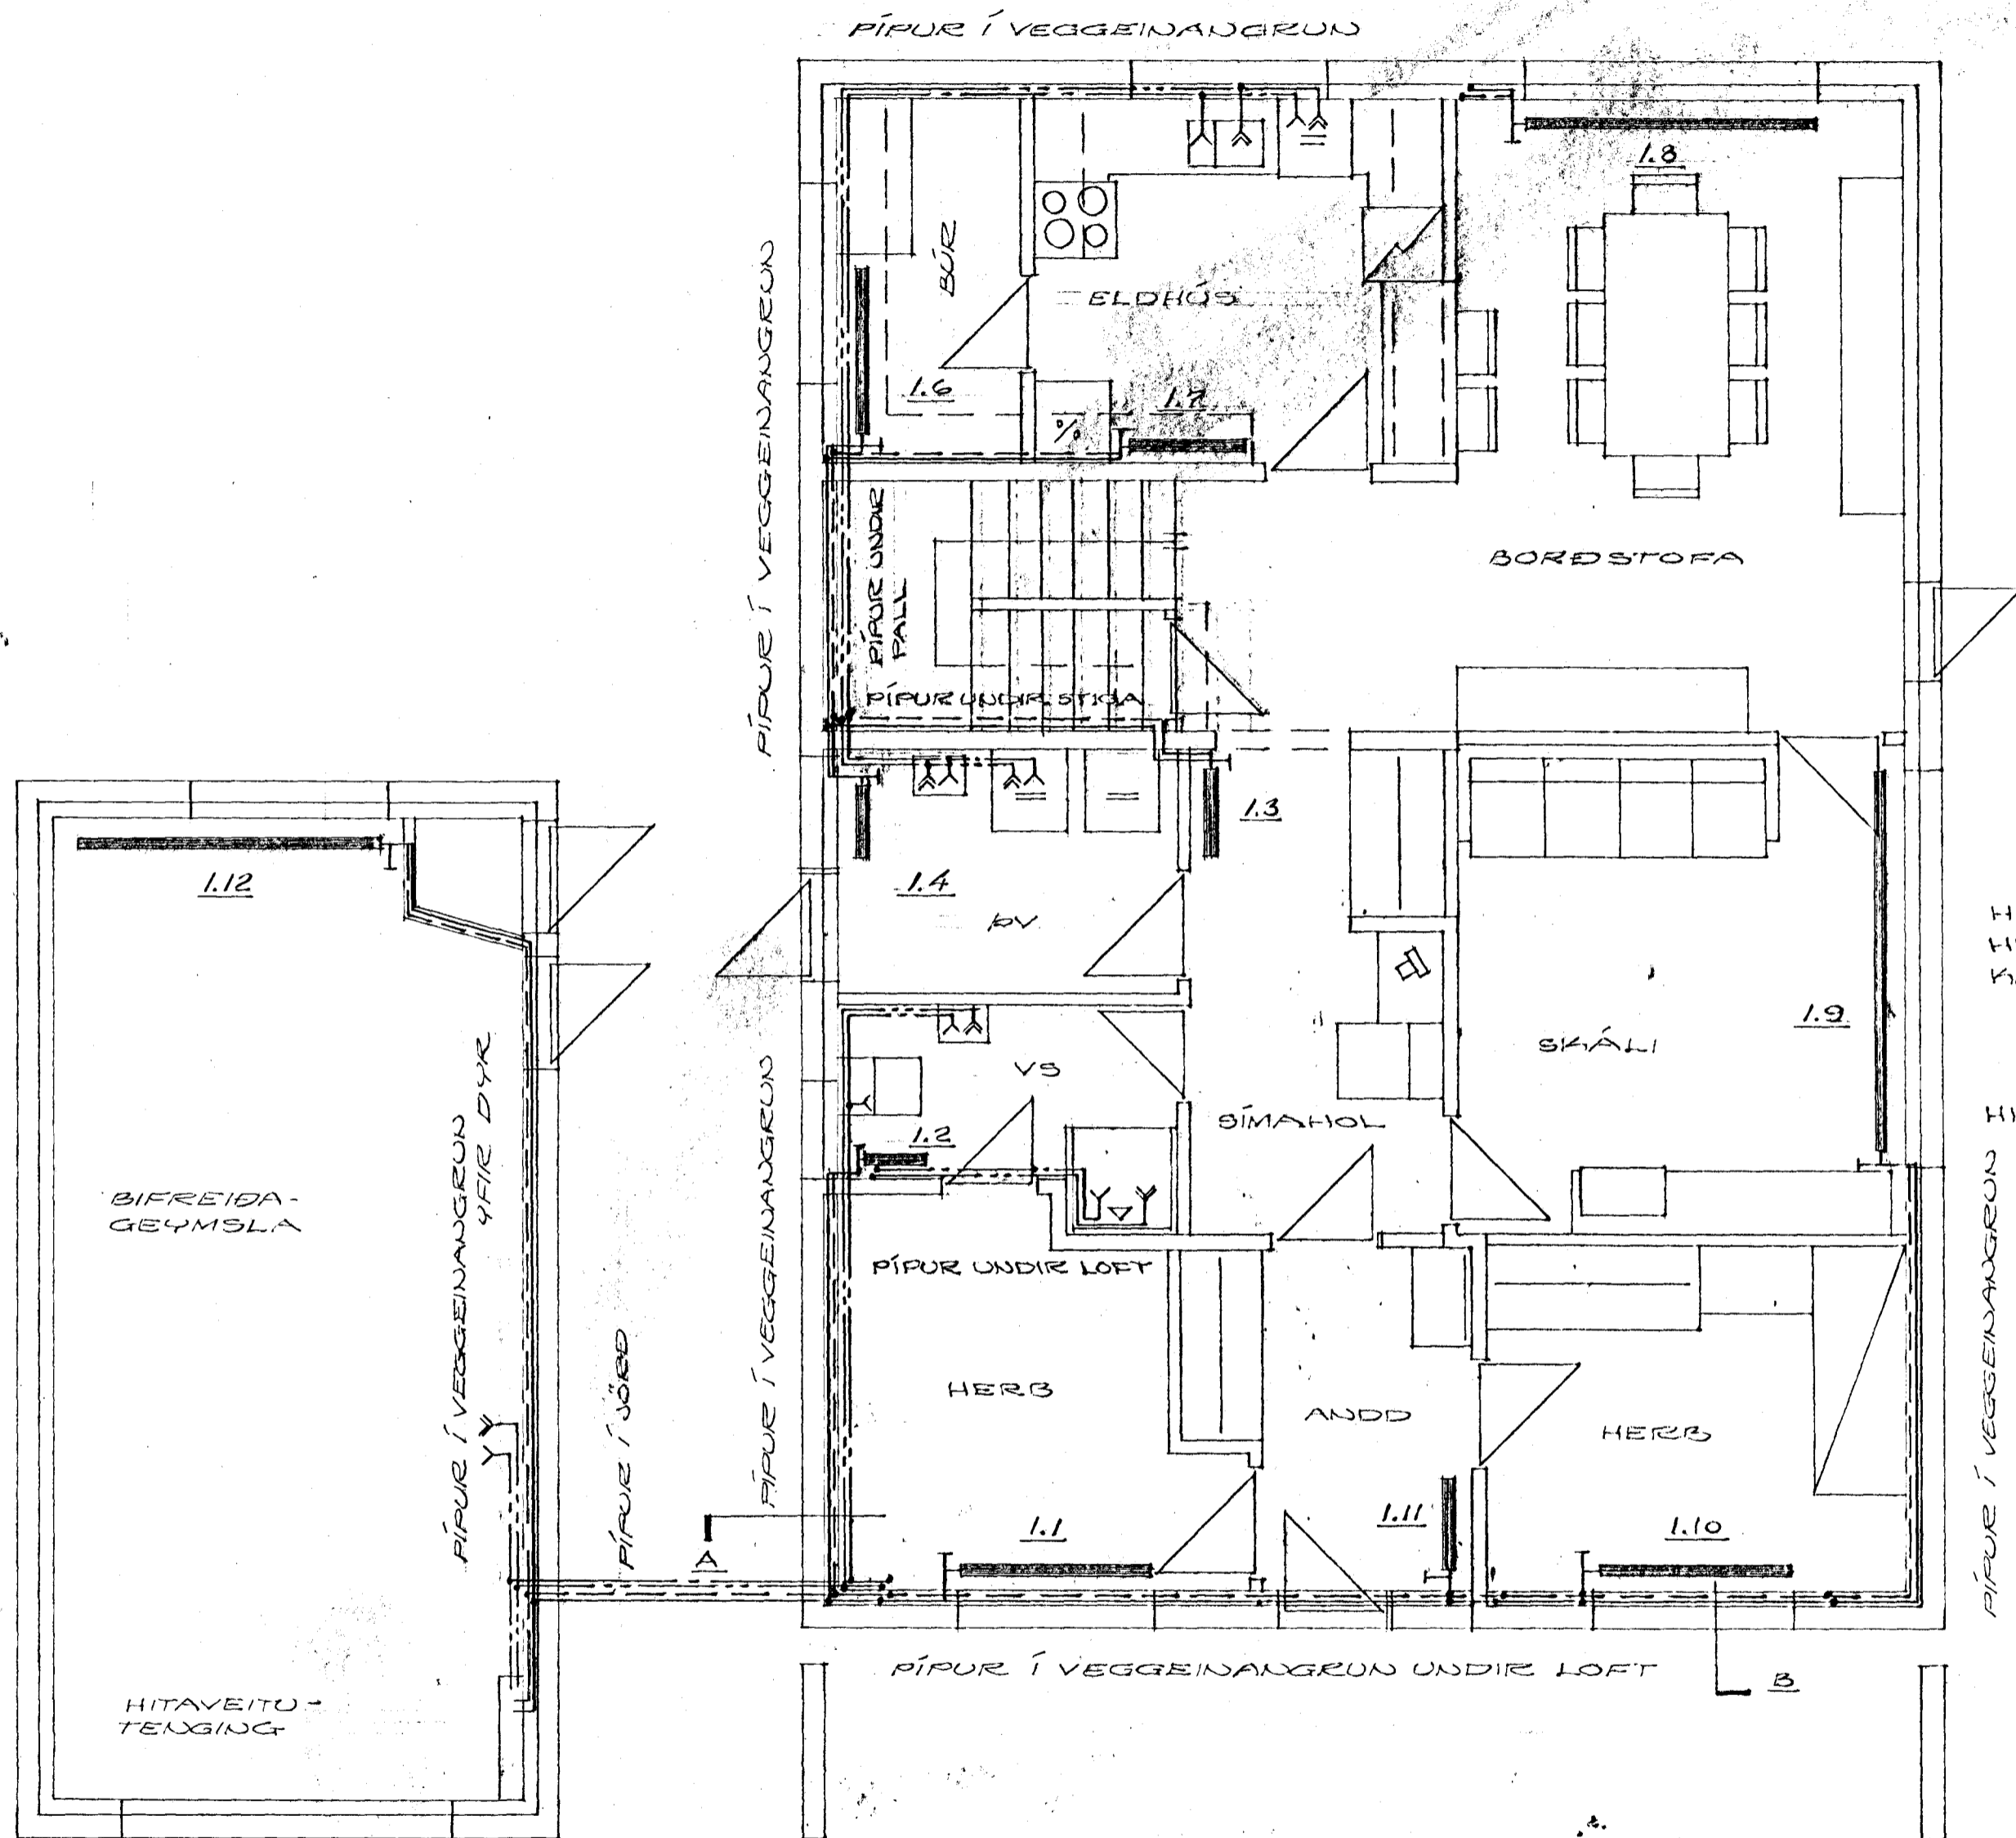 PÍPUR Í VEGGEINANGRUN
1.8
BÚR
ELDHÚS
PÍPUR Í VEGGEINANGRUN
1.6
1.7
%
PÍPUR UNDIR
PALL
BORÐSTOFA
PÍPUR UNDIR STIGA
1.3
1.12
1.4
ÞV
1.9
SKÁLI
VS
1.2
SÍMAHOL
PÍPUR Í VEGGEINANGRUN
YFIR DYR
PÍPUR Í JÖRÐ
PÍPUR Í VEGGEINANGRUN
BIFREIÐA-
GEYMSLA
PÍPUR UNDIR LOFT
HERB
ANDD
HERB
PÍPUR Í VEGGEINANGRUN
1.1
1.11
1.10
A
PÍPUR Í VEGGEINANGRUN UNDIR LOFT
B
HITAVEITU-
TENGING